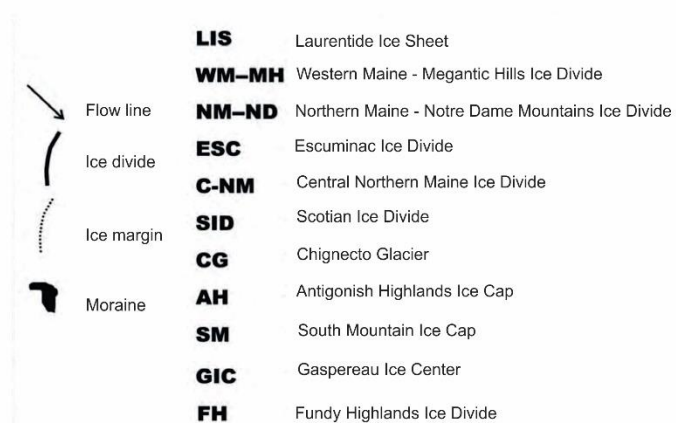 LIS Laurentide Ice Sheet
WM–MH Western Maine - Megantic Hills Ice Divide
Flow line NM–ND Northern Maine - Notre Dame Mountains Ice Divide
Ice divide ESC Escuminac Ice Divide
C-NM Central Northern Maine Ice Divide
Ice margin SID Scotian Ice Divide
CG Chignecto Glacier
Moraine AH Antigonish Highlands Ice Cap
SM South Mountain Ice Cap
GIC Gaspereau Ice Center
FH Fundy Highlands Ice Divide